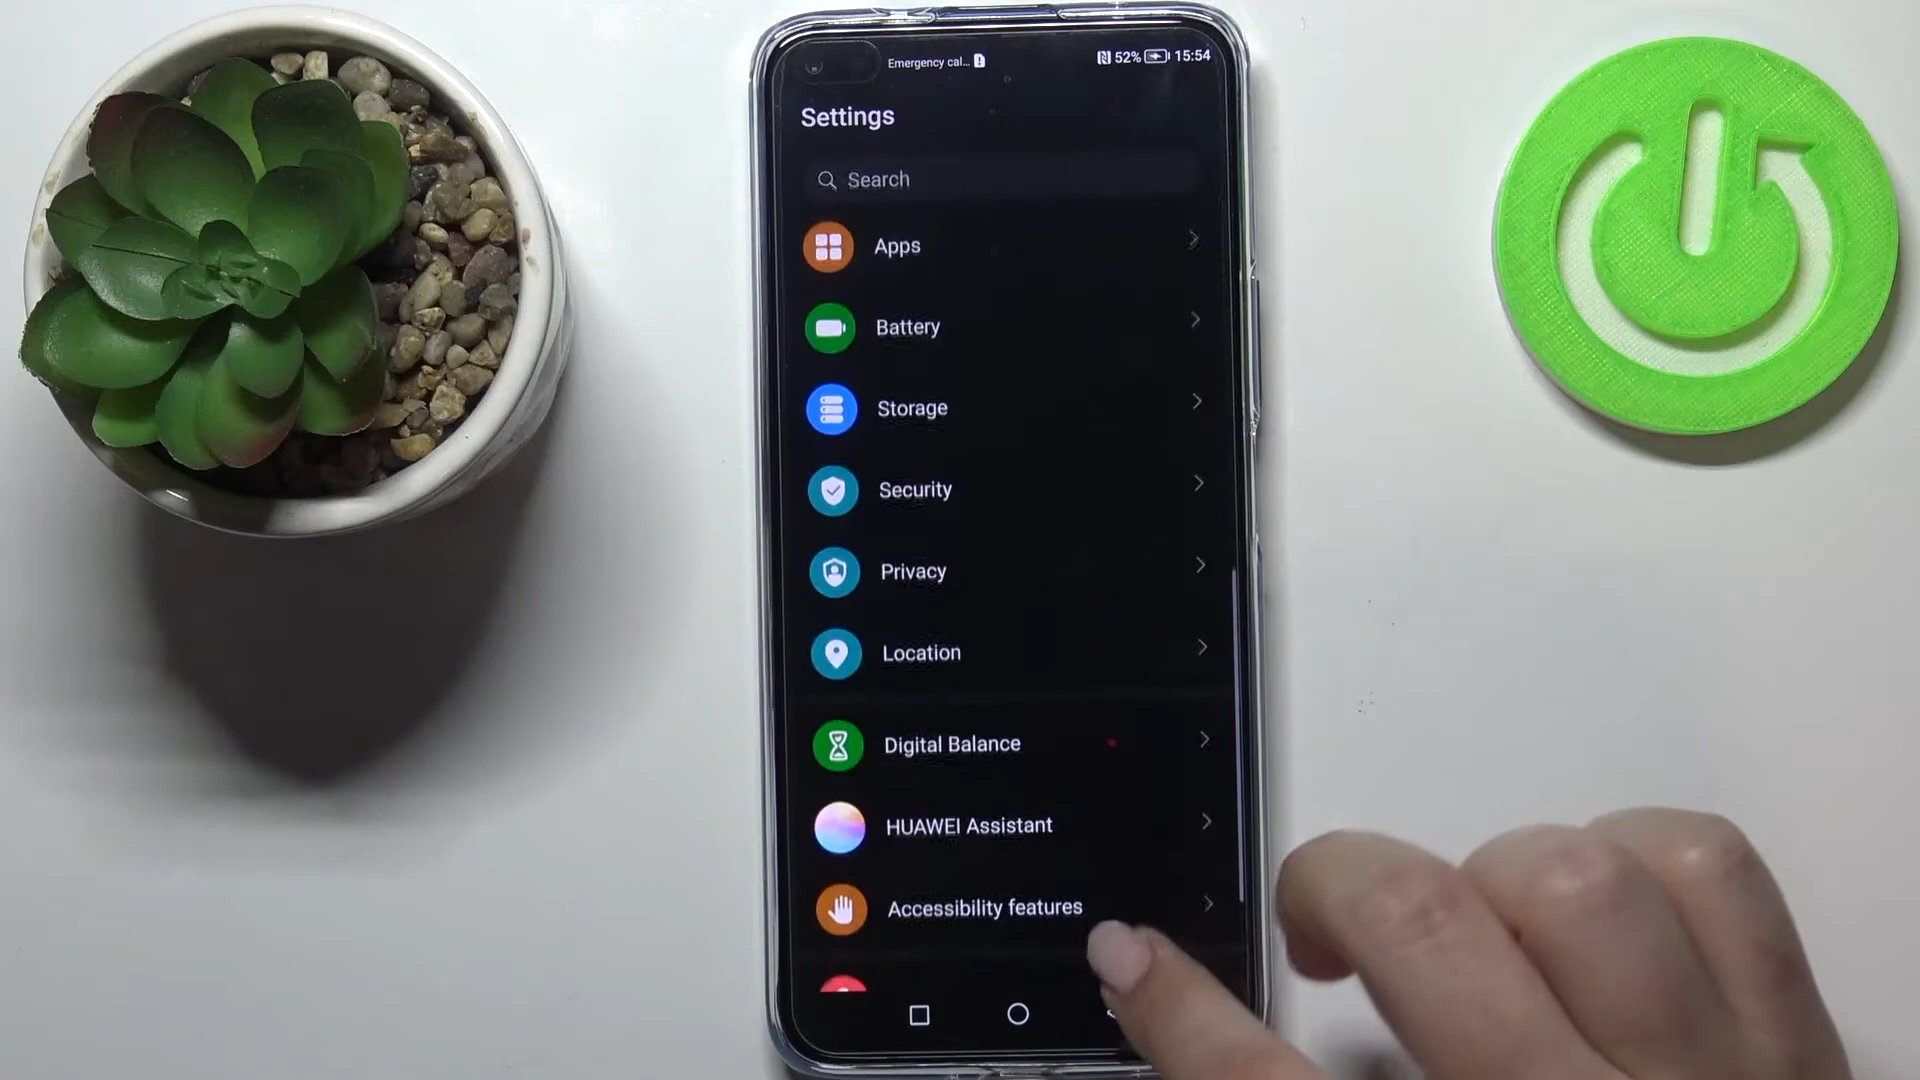 Emergency cal... 52% 15:54
Settings
Search
Apps
Battery
Storage
Security
Privacy
Location
Digital Balance
HUAWEI Assistant
Accessibility features